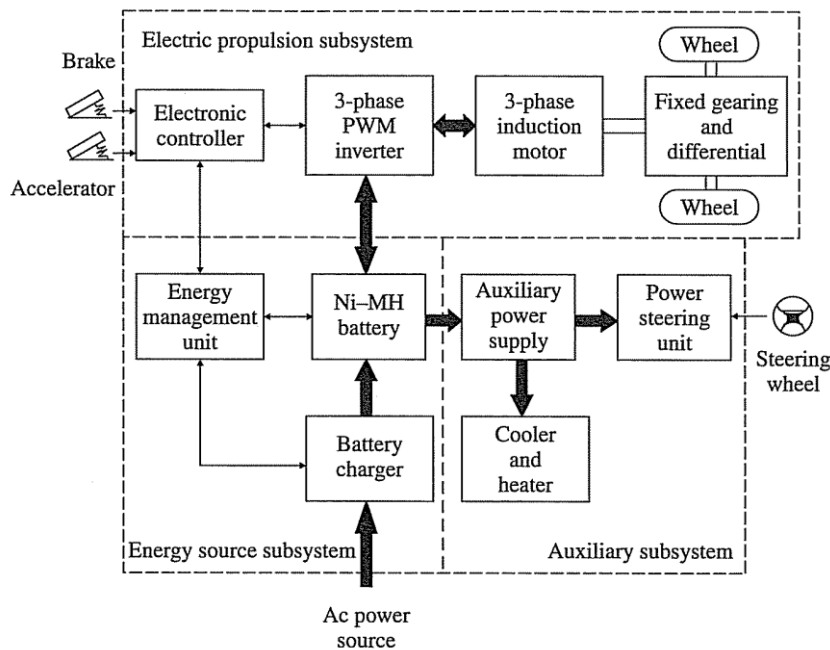 Electric propulsion subsystem
Wheel
Brake
Electronic
controller
3-phase
PWM
inverter
3-phase
induction
motor
Fixed gearing
and
differential
Accelerator
Wheel
Energy
management
unit
Ni–MH
battery
Auxiliary
power
supply
Power
steering
unit
Steering
wheel
Battery
charger
Cooler
and
heater
Energy source subsystem
Auxiliary subsystem
Ac power
source